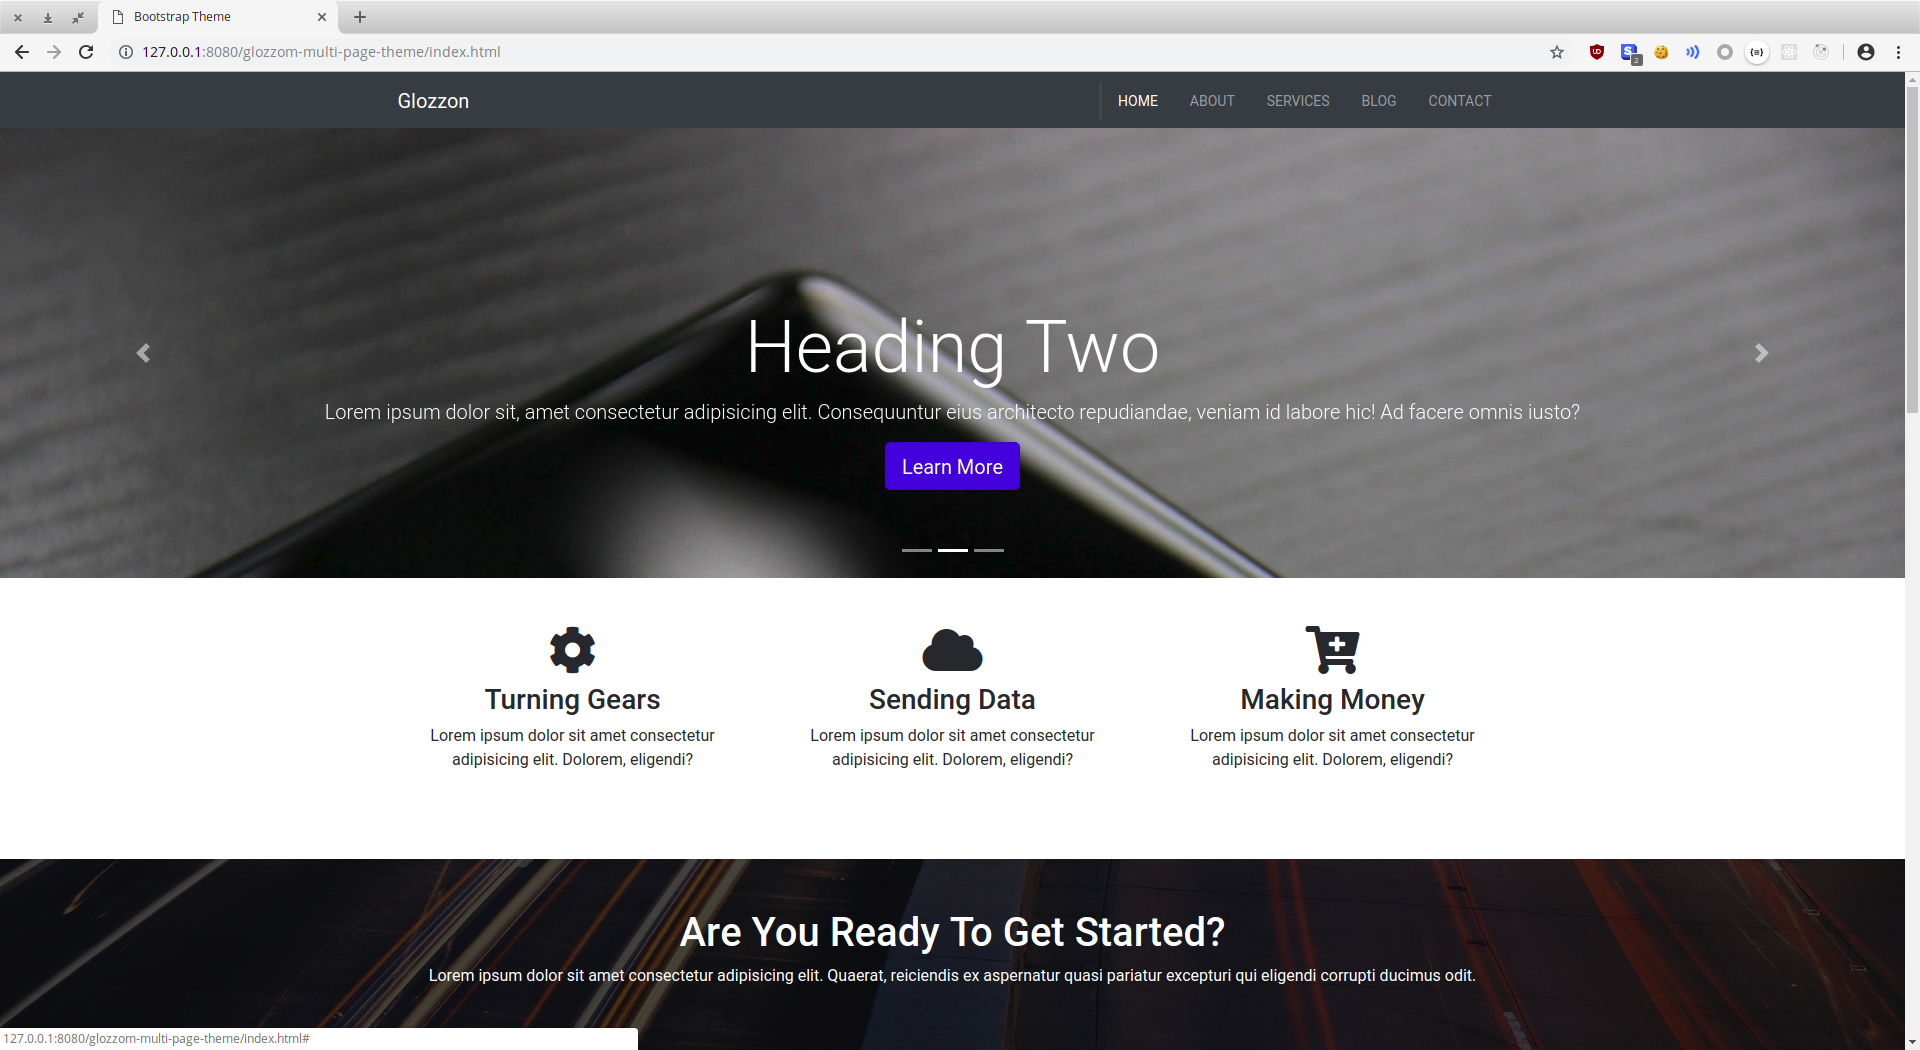 Bootstrap Theme
127.0.0.1:8080/glozzom-multi-page-theme/index.html
2
Glozzon
HOME ABOUT SERVICES BLOG CONTACT
Heading Two
Lorem ipsum dolor sit, amet consectetur adipisicing elit. Consequuntur eius architecto repudiandae, veniam id labore hic! Ad facere omnis iusto?
Learn More
Turning Gears
Lorem ipsum dolor sit amet consectetur
adipisicing elit. Dolorem, eligendi?
Sending Data
Lorem ipsum dolor sit amet consectetur
adipisicing elit. Dolorem, eligendi?
Making Money
Lorem ipsum dolor sit amet consectetur
adipisicing elit. Dolorem, eligendi?
Are You Ready To Get Started?
Lorem ipsum dolor sit amet consectetur adipisicing elit. Quaerat, reiciendis ex aspernatur quasi pariatur excepturi qui eligendi corrupti ducimus odit.
127.0.0.1:8080/glozzom-multi-page-theme/index.html#